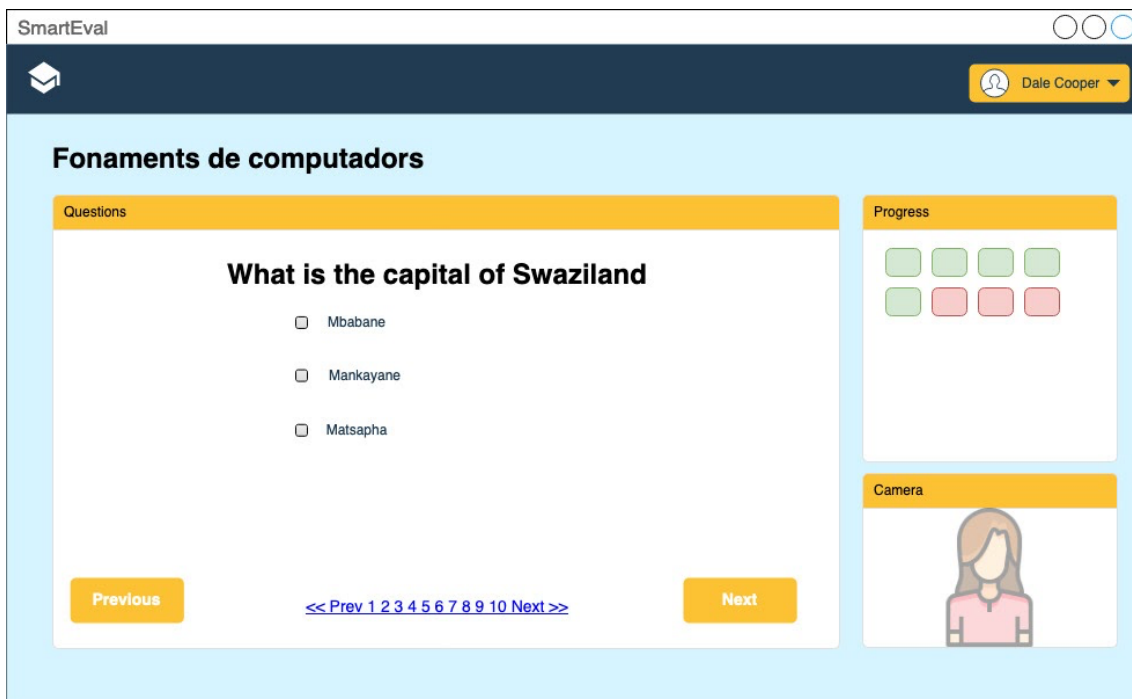 SmartEval
Dale Cooper
Fonaments de computadors
Questions
What is the capital of Swaziland
Mbabane
Mankayane
Matsapha
Previous
<< Prev 1 2 3 4 5 6 7 8 9 10 Next >>
Next
Progress
Camera